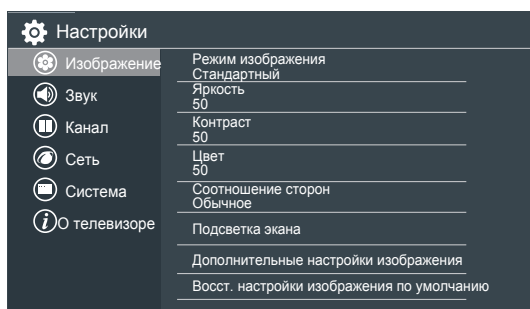 Настройки
Изображение
Звук
Канал
Сеть
Система
О телевизоре
Режим изображения
Стандартный
Яркость
50
Контраст
50
Цвет
50
Соотношение сторон
Обычное
Подсветка экана
Дополнительные настройки изображения
Восст. настройки изображения по умолчанию